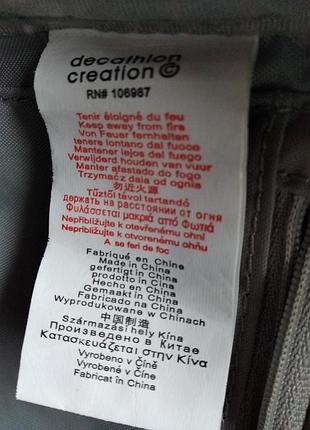 decathlon
creation©
RN# 106967
Tenir éloigné du feu
Keep away from fire
Von Feuer fernhalten
tenere lontano dal fuoco
Mantener lejos del fuego
Verwijderd houden van vuur
Manter afastado do fogo
Trzymać z dala od ognia
勿近火源
Tűztől távol tartandó
держать на расстоянии от огня
Φυλάσσεται μακριά από Φωτιά
Nepřibližujte k otevřenému ohni
Nepribližujte k otvorenému ohňu
A se feri de foc
Fabriqué en Chine
Made in China
gefertigt in China
prodotto in Cina
Hecho en China
Gemaakt in China
Fabricado na China
Wyprodukowane w Chinach
中国制造
Származási hely Kína
Произведено в Китае
Κατασκευάζεται στην Κίνα
Vyrobeno v Číně
Vyrobené v Číne
Fabricat în China